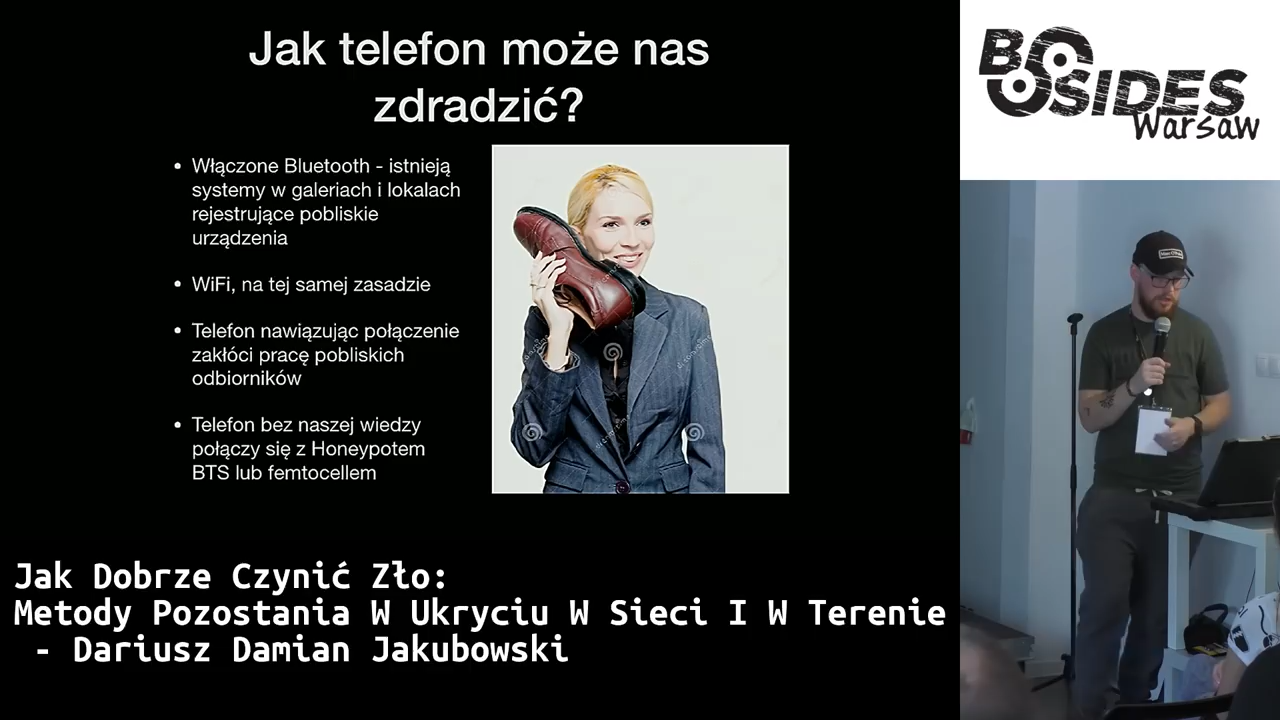 Jak telefon może nas
zdradzić?
• Włączone Bluetooth - istnieją
systemy w galeriach i lokalach
rejestrujące pobliskie
urządzenia
• WiFi, na tej samej zasadzie
• Telefon nawiązując połączenie
zakłóci pracę pobliskich
odbiorników
• Telefon bez naszej wiedzy
połączy się z Honeypotem
BTS lub femtocellem
BSIDES
Warsaw
Jak Dobrze Czynić Zło:
Metody Pozostania W Ukryciu W Sieci I W Terenie
- Dariusz Damian Jakubowski